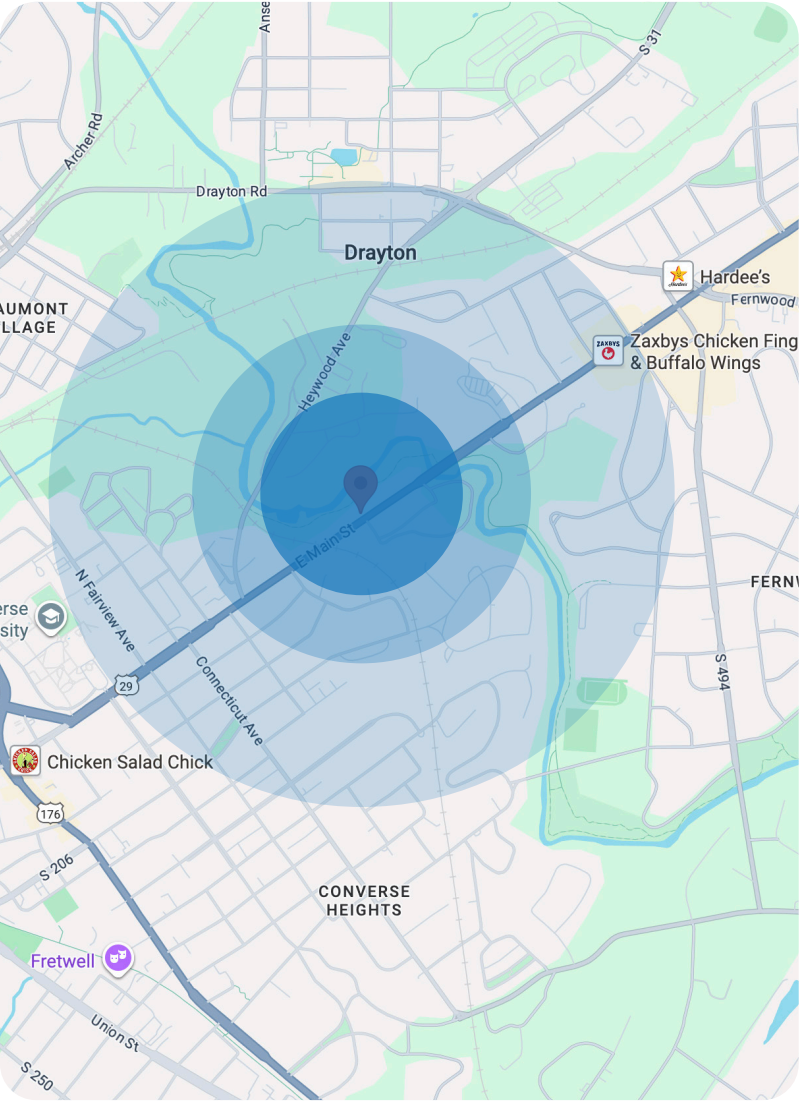 Anse
S 31
Archer Rd
Drayton Rd
Drayton
Hardee's
Fernwood
AUMONT
LLAGE
ZAXBYS
Zaxbys Chicken Fing
& Buffalo Wings
Heywood Ave
E Main St
N Fairview Ave
erse
sity
FERNW
29
Connecticut Ave
S 494
Chicken Salad Chick
176
S 206
CONVERSE
HEIGHTS
Fretwell
Union St
S 250